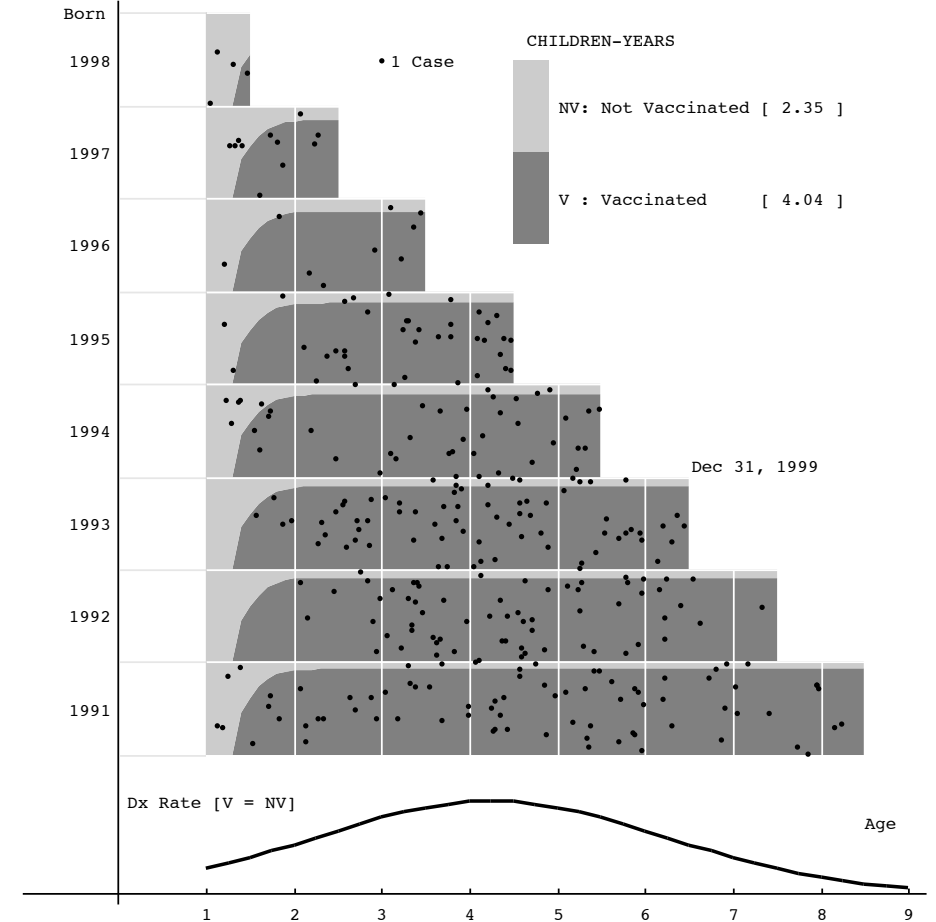 Born
CHILDREN-YEARS
1998
1 Case
NV: Not Vaccinated [ 2.35 ]
1997
V : Vaccinated [ 4.04 ]
1996
1995
1994
Dec 31, 1999
1993
1992
1991
Dx Rate [V = NV]
Age
1 2 3 4 5 6 7 8 9